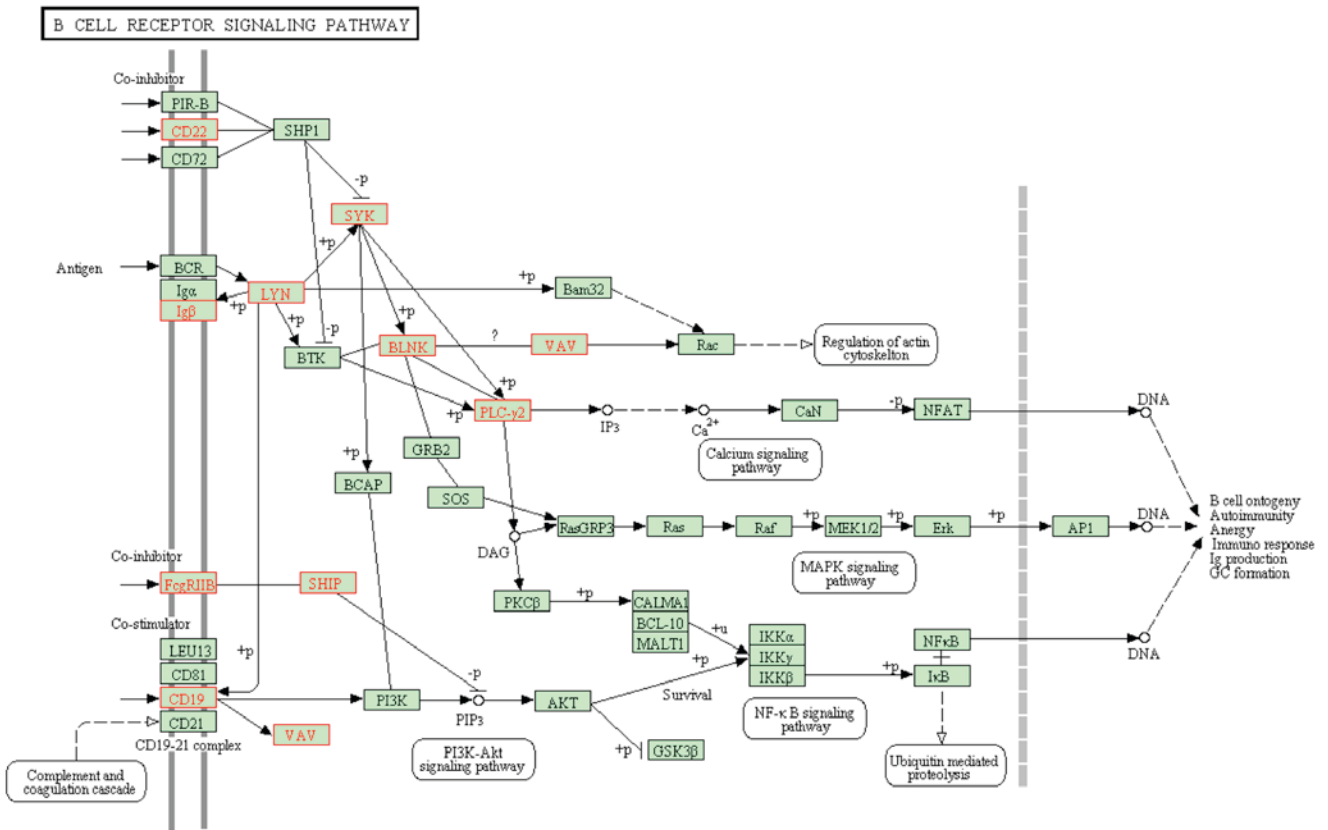 B CELL RECEPTOR SIGNALING PATHWAY
Co-inhibitor
PIR-B
CD22
SHP1
CD72
-p
SYK
+p
Antigen
BCR
LYN
+p
Bam32
Igα
Igβ
+p
+p
-p
+p
BTK
BLNK
?
VAV
Rac
Regulation of actin
cytoskelton
+p
+p
PLC-γ2
IP3
Ca2+
CaN
-p
NFAT
DNA
Calcium signaling
pathway
GRB2
+p
BCAP
SOS
DAG
RasGRP3
Ras
Raf
+p
MEK1/2
+p
Erk
+p
AP1
DNA
B cell ontogeny
Autoimmunity
Anergy
Immuno response
Ig production
GC formation
MAPK signaling
pathway
Co-inhibitor
FcgRIIB
SHIP
PKCβ
+p
CALMA1
BCL-10
MALT1
+u
IKKα
IKKγ
IKKβ
+p
+p
NFκB
IκB
DNA
Co-stimulator
LEU13
CD81
+p
CD19
CD21
CD19-21 complex
VAV
PI3K
-p
PIP3
AKT
Survival
+p
GSK3β
PI3K-Akt
signaling pathway
NF-κ B signaling
pathway
Ubiquitin mediated
proteolysis
Complement and
coagulation cascade